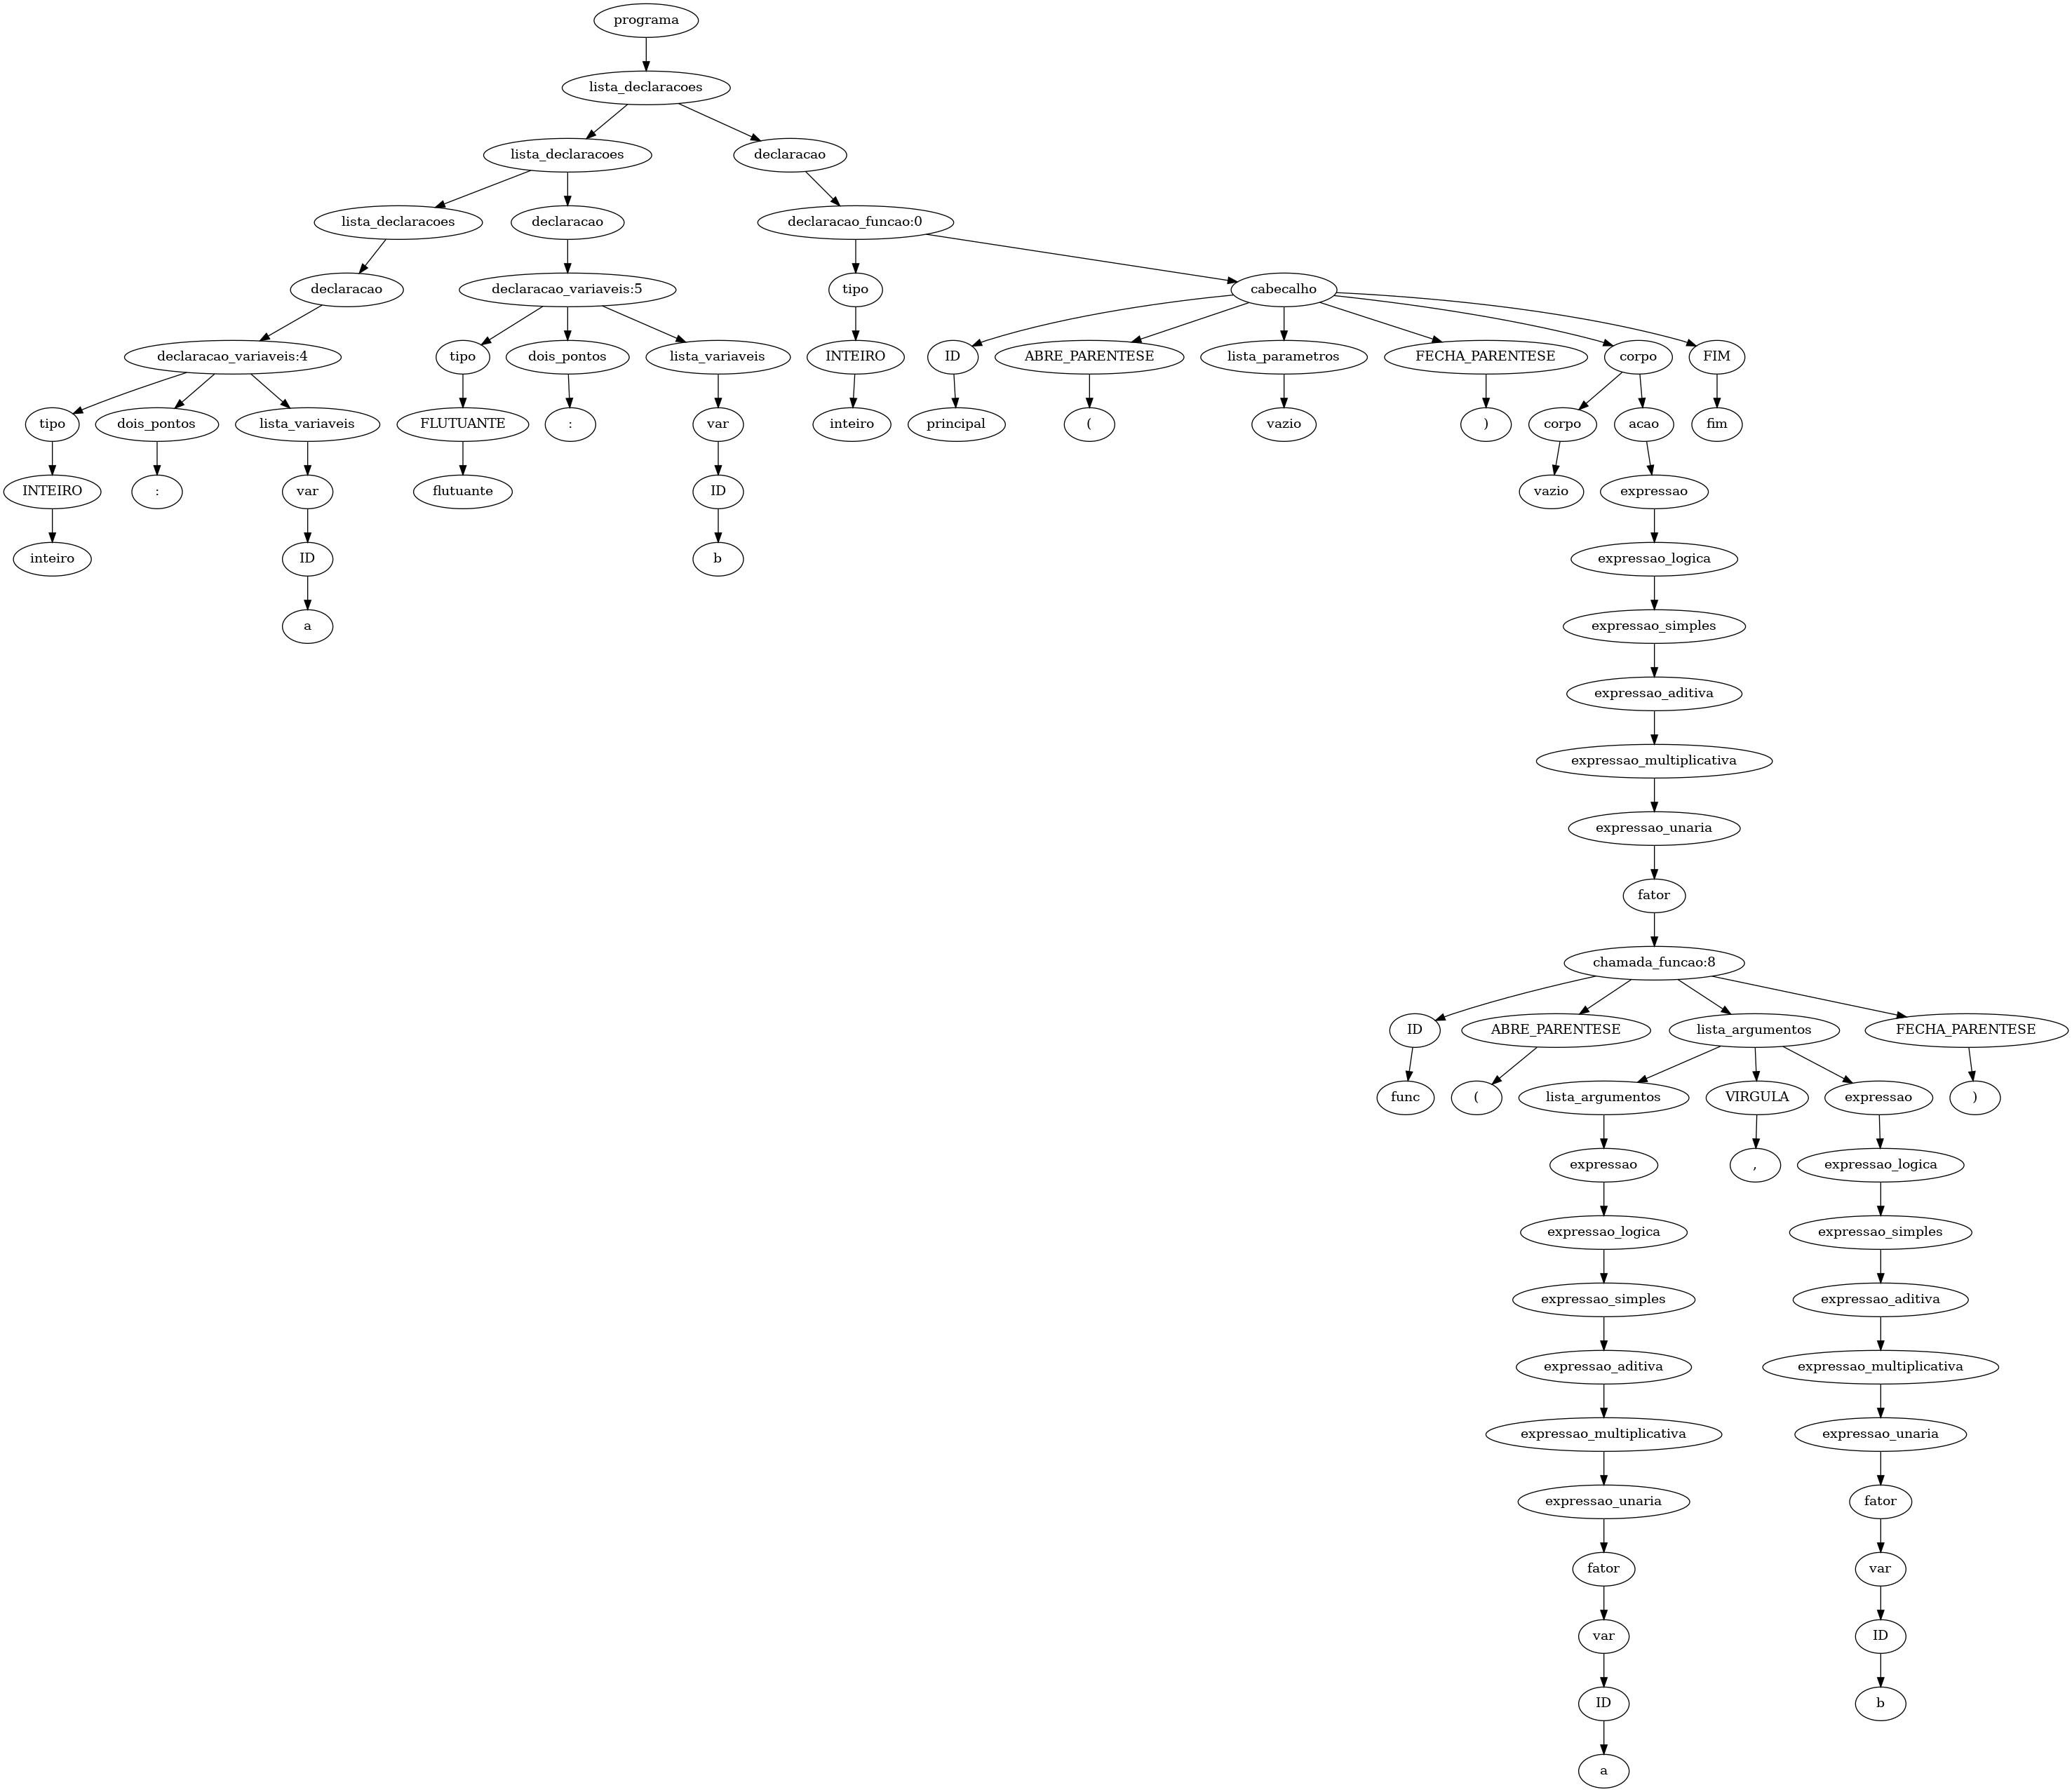 programa
lista_declaracoes
lista_declaracoes declaracao
lista_declaracoes declaracao declaracao_funcao:0
declaracao declaracao_variaveis:5 tipo cabecalho
declaracao_variaveis:4 tipo dois_pontos lista_variaveis INTEIRO ID ABRE_PARENTESE lista_parametros FECHA_PARENTESE corpo FIM
tipo dois_pontos lista_variaveis FLUTUANTE : var inteiro principal ( vazio ) corpo acao fim
INTEIRO : var flutuante ID vazio expressao
inteiro ID b expressao_logica
a expressao_simples
expressao_aditiva
expressao_multiplicativa
expressao_unaria
fator
chamada_funcao:8
ID ABRE_PARENTESE lista_argumentos FECHA_PARENTESE
func ( lista_argumentos VIRGULA expressao )
expressao , expressao_logica
expressao_logica expressao_simples
expressao_simples expressao_aditiva
expressao_aditiva expressao_multiplicativa
expressao_multiplicativa expressao_unaria
expressao_unaria fator
fator var
var ID
ID b
a